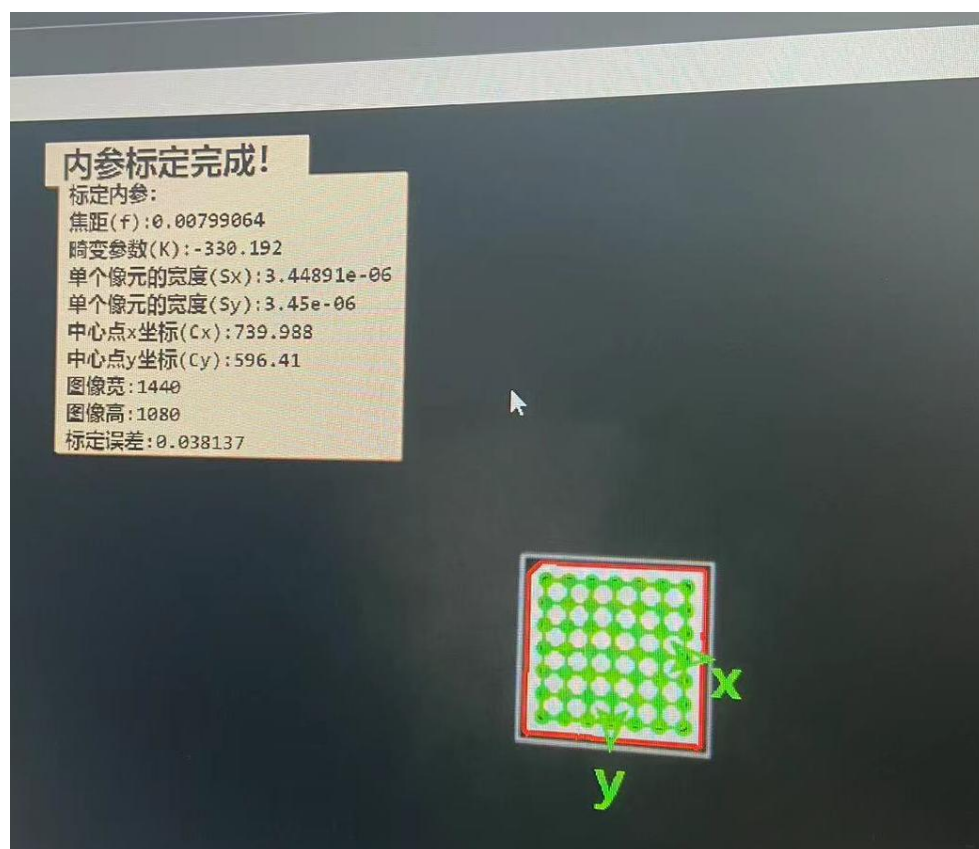 内参标定完成!
标定内参:
焦距(f):0.00799064
畸变参数(K):-330.192
单个像元的宽度(Sx):3.44891e-06
单个像元的宽度(Sy):3.45e-06
中心点x坐标(Cx):739.988
中心点y坐标(Cy):596.41
图像宽:1440
图像高:1080
标定误差:0.038137
x
y